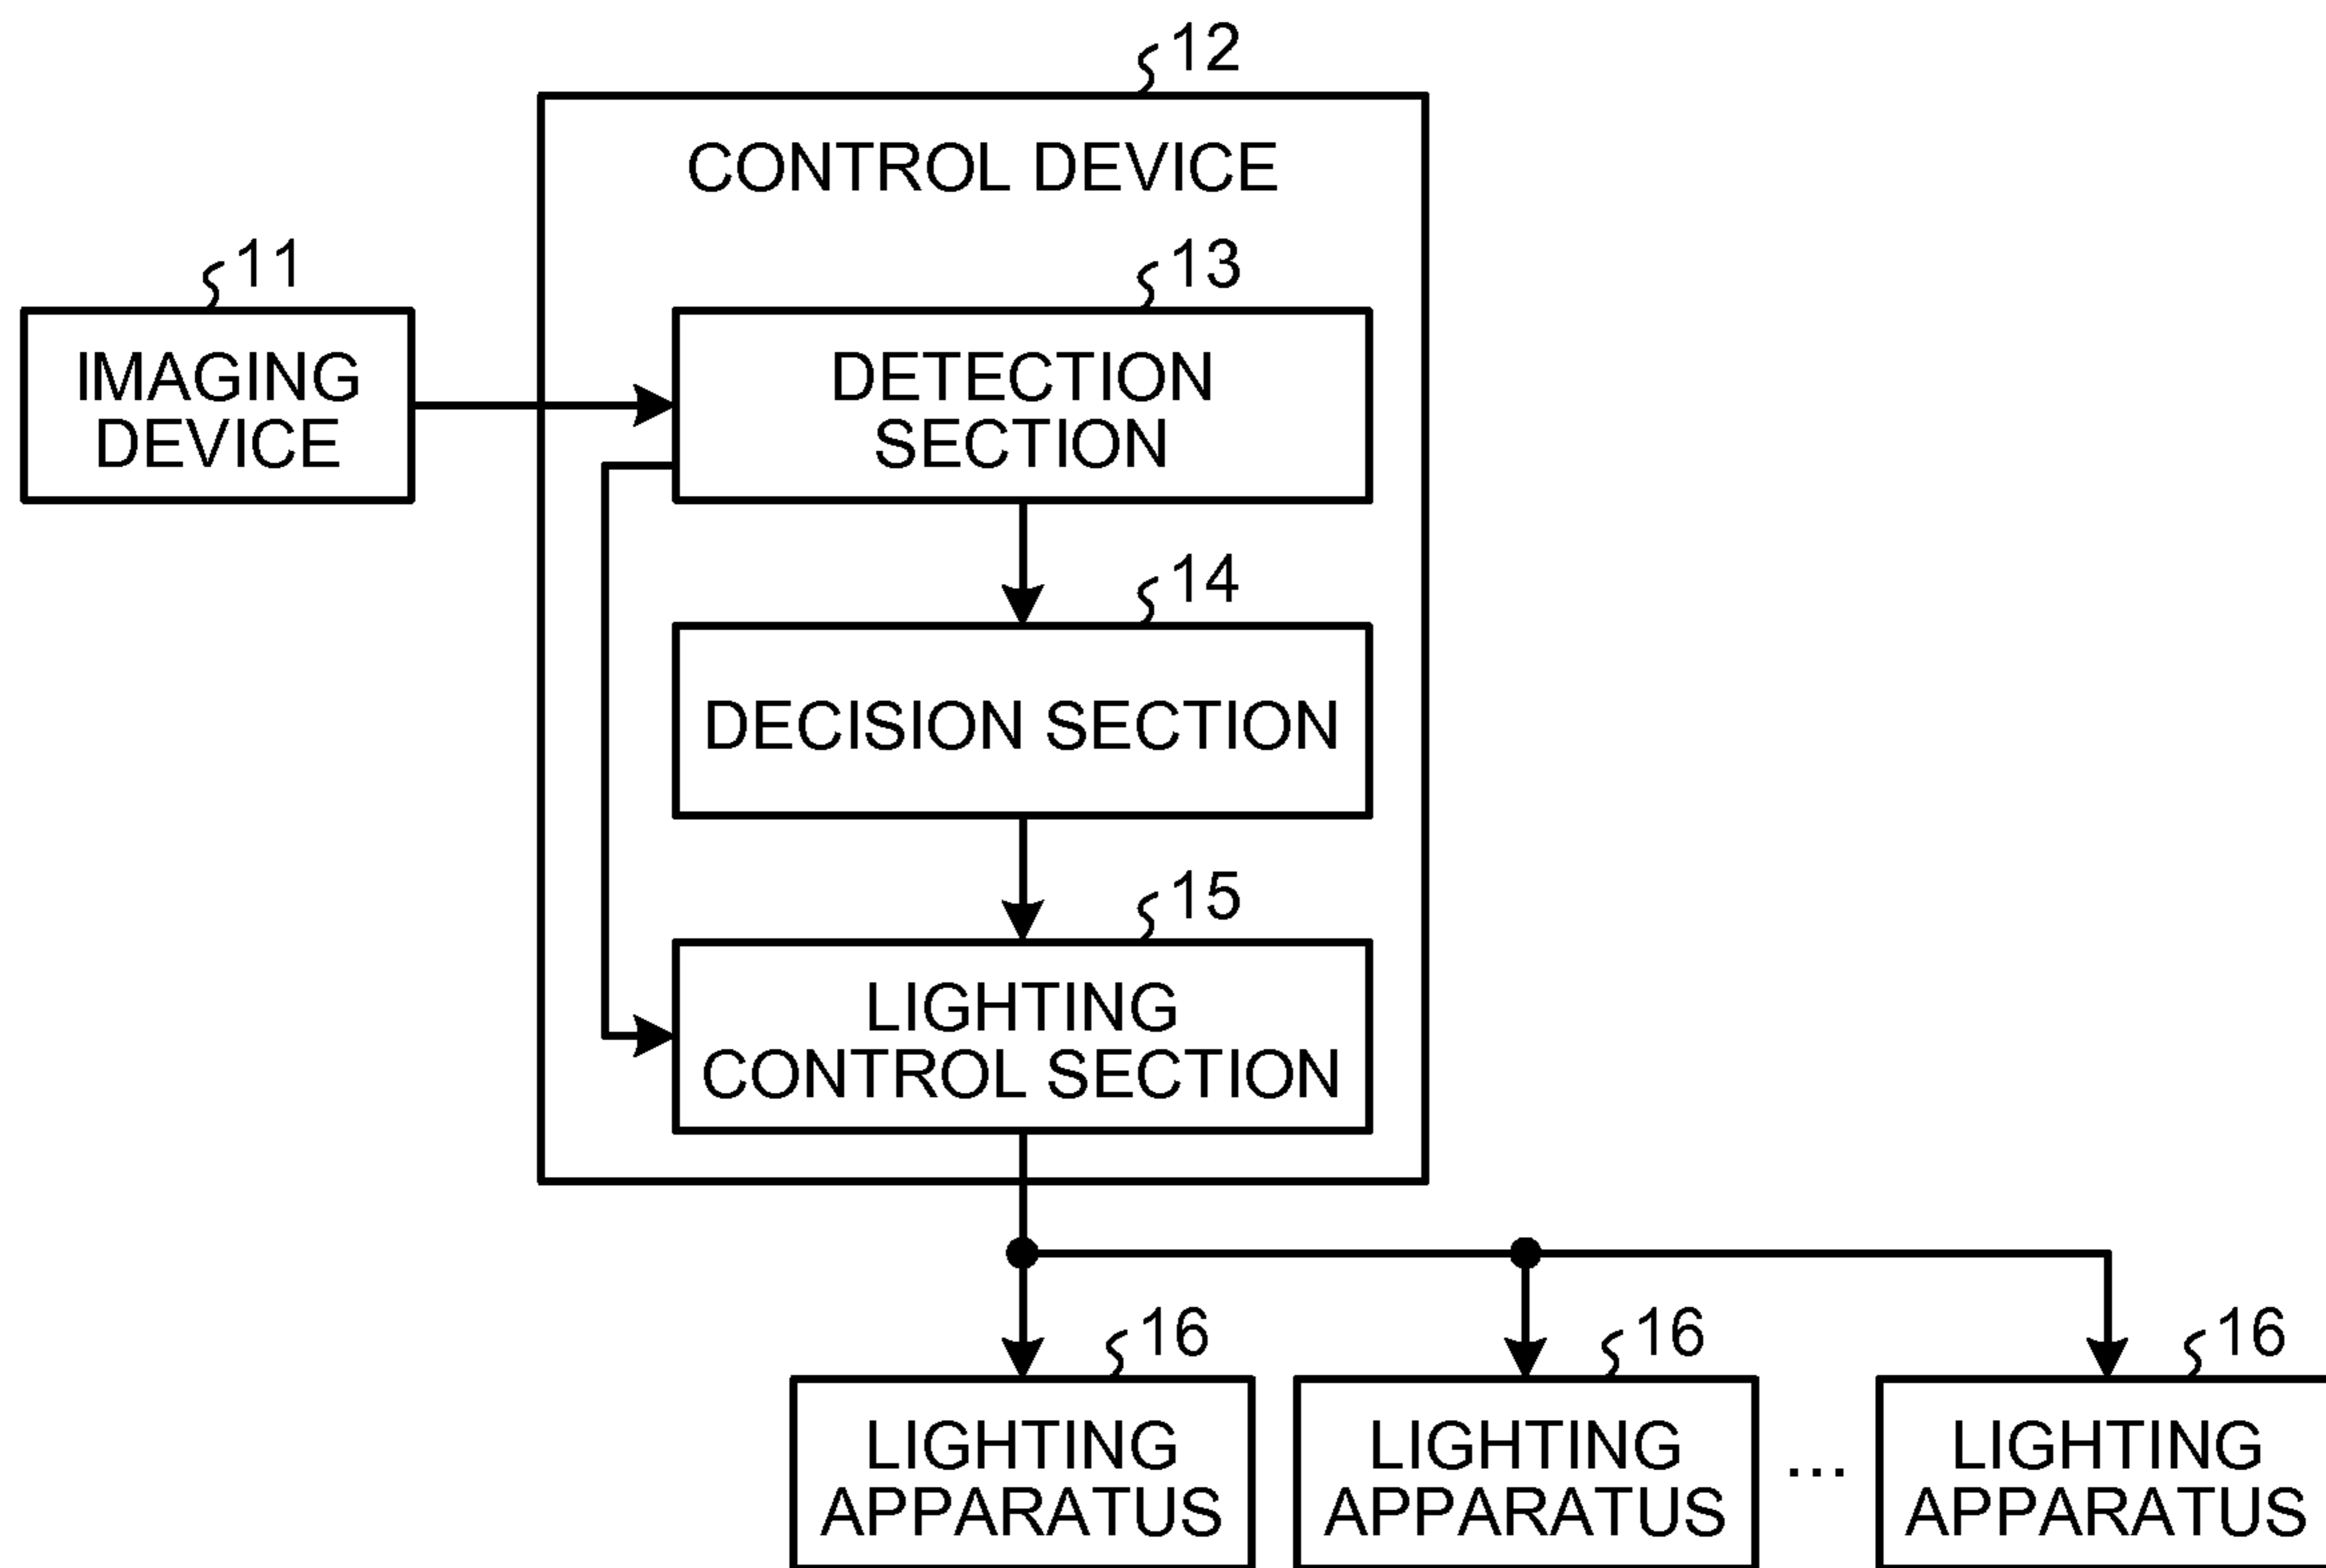 12
CONTROL DEVICE
11
IMAGING
DEVICE
13
DETECTION
SECTION
14
DECISION SECTION
15
LIGHTING
CONTROL SECTION
16
LIGHTING
APPARATUS
16
LIGHTING
APPARATUS
...
16
LIGHTING
APPARATUS